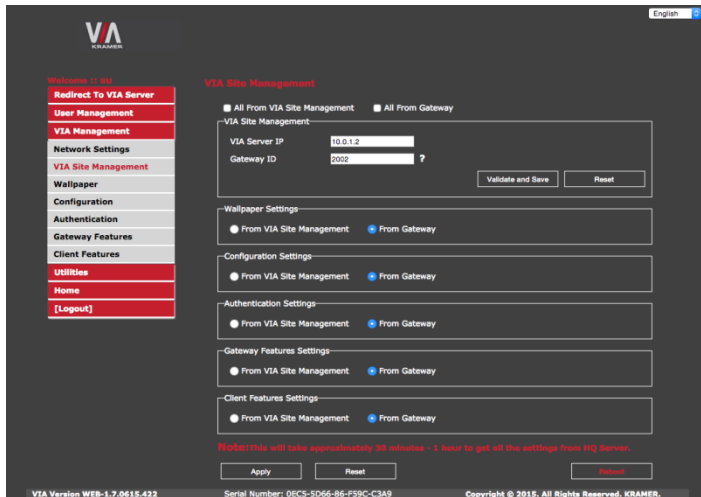 English
VIA
KRAMER
Welcome !! su
Redirect To VIA Server
User Management
VIA Management
Network Settings
VIA Site Management
Wallpaper
Configuration
Authentication
Gateway Features
Client Features
Utilities
Home
[Logout]
VIA Site Management
All From VIA Site Management All From Gateway
VIA Site Management
VIA Server IP 10.0.1.2
Gateway ID 2002 ?
Validate and Save Reset
Wallpaper Settings
From VIA Site Management From Gateway
Configuration Settings
From VIA Site Management From Gateway
Authentication Settings
From VIA Site Management From Gateway
Gateway Features Settings
From VIA Site Management From Gateway
Client Features Settings
From VIA Site Management From Gateway
Note:This will take approximately 30 minutes - 1 hour to get all the settings from HQ Server.
Apply Reset Reboot
VIA Version WEB-1.7.0615.422 Serial Number: 0EC5-5D66-86-F59C-C3A9 Copyright © 2015. All Rights Reserved. KRAMER.